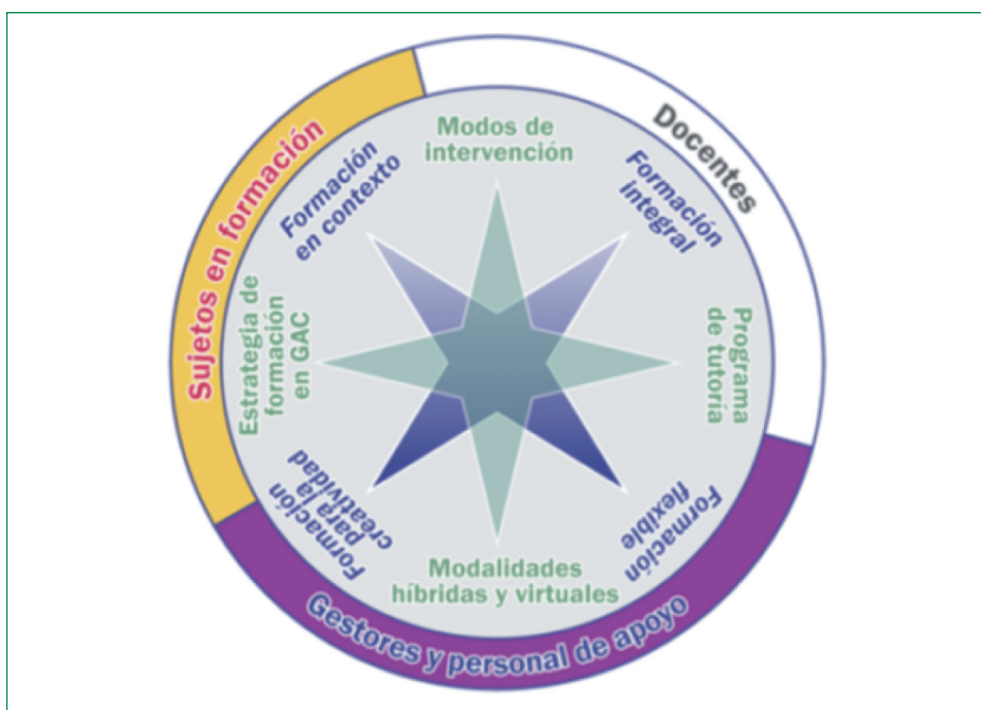 Docentes
Sujetos en formación
Gestores y personal de apoyo
Modos de
intervención
Formación
integral
Programa
de tutoría
Formación
flexible
Modalidades
híbridas y virtuales
Formación
para la
creatividad
Estrategia de
formación
en GAC
Formación
en contexto